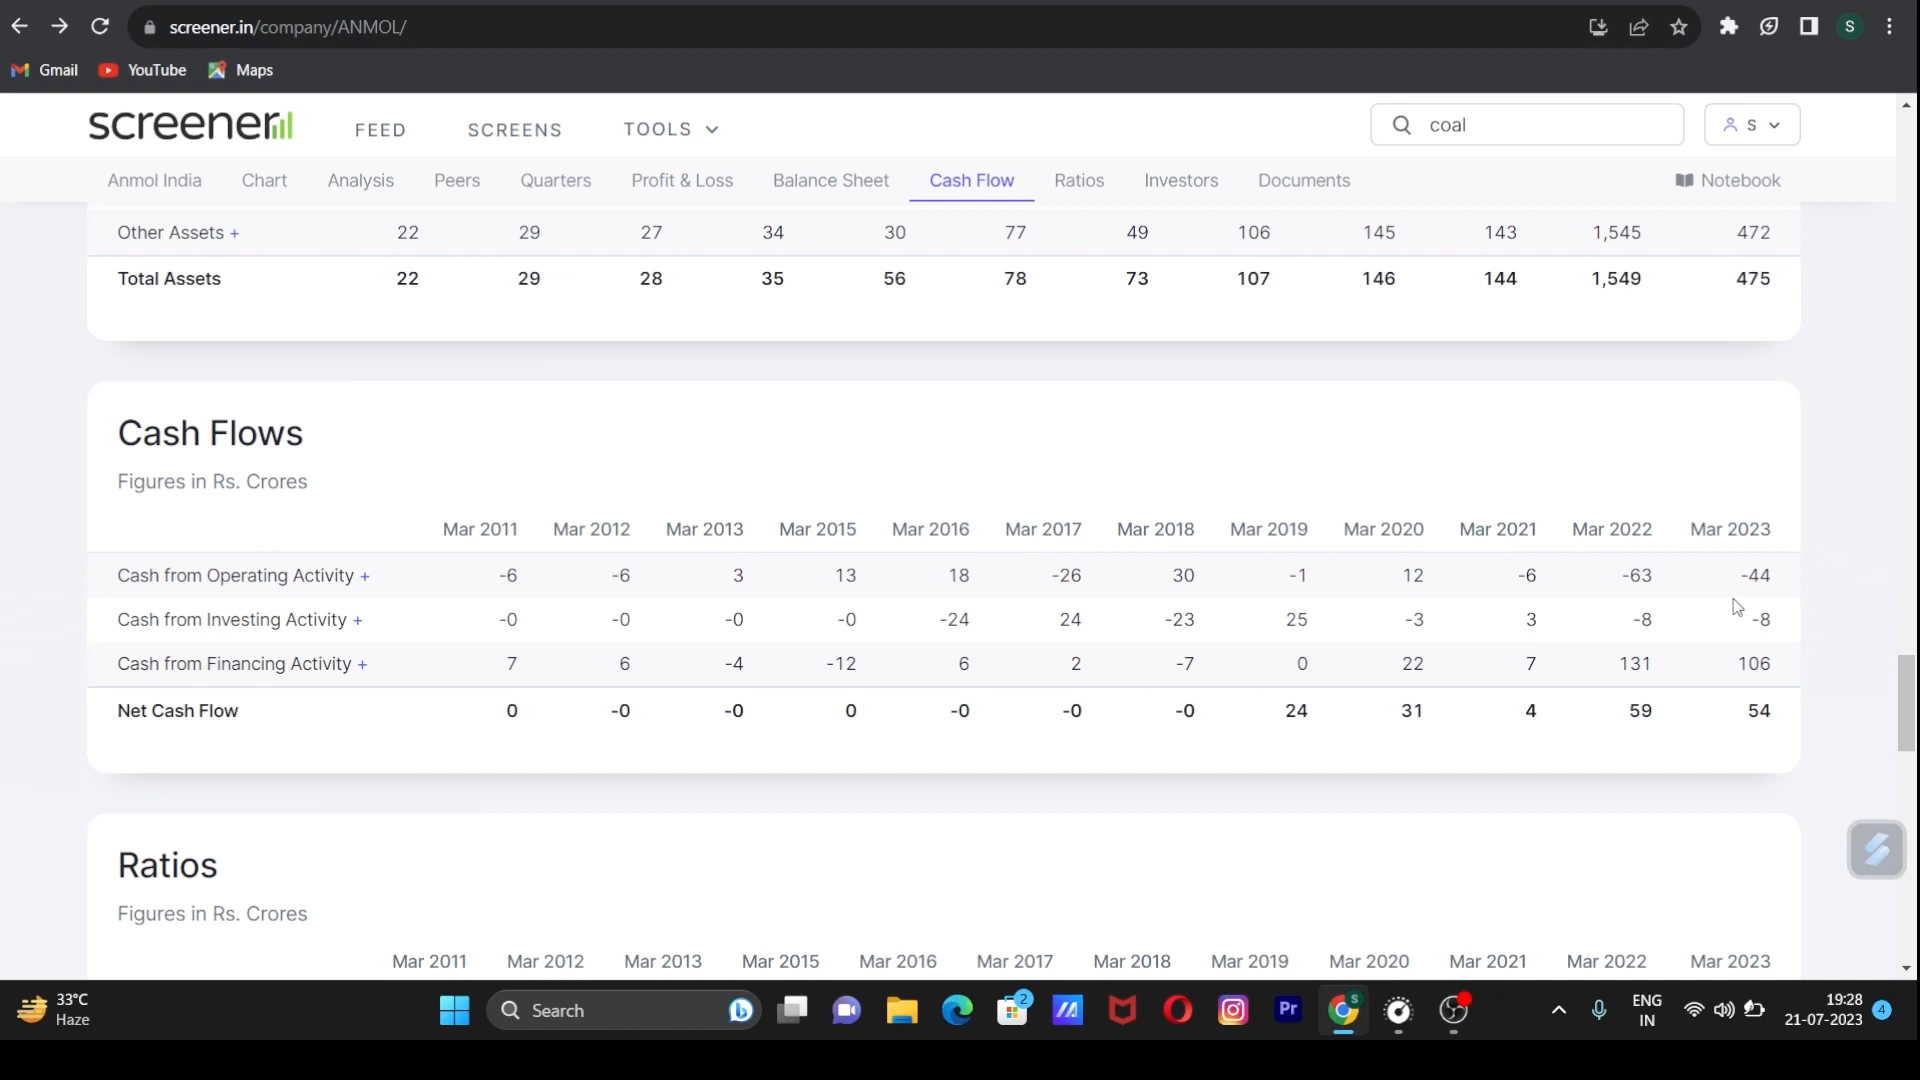 screener.in/company/ANMOL/
S
Gmail YouTube Maps
screener FEED SCREENS TOOLS coal S
Anmol India Chart Analysis Peers Quarters Profit & Loss Balance Sheet Cash Flow Ratios Investors Documents Notebook
Other Assets + 22 29 27 34 30 77 49 106 145 143 1,545 472
Total Assets 22 29 28 35 56 78 73 107 146 144 1,549 475
Cash Flows
Figures in Rs. Crores
Mar 2011 Mar 2012 Mar 2013 Mar 2015 Mar 2016 Mar 2017 Mar 2018 Mar 2019 Mar 2020 Mar 2021 Mar 2022 Mar 2023
Cash from Operating Activity + -6 -6 3 13 18 -26 30 -1 12 -6 -63 -44
Cash from Investing Activity + -0 -0 -0 -0 -24 24 -23 25 -3 3 -8 -8
Cash from Financing Activity + 7 6 -4 -12 6 2 -7 0 22 7 131 106
Net Cash Flow 0 -0 -0 0 -0 -0 -0 24 31 4 59 54
Ratios
Figures in Rs. Crores
Mar 2011 Mar 2012 Mar 2013 Mar 2015 Mar 2016 Mar 2017 Mar 2018 Mar 2019 Mar 2020 Mar 2021 Mar 2022 Mar 2023
33°C
Haze
Search
2
Pr
S
ENG
IN
19:28
21-07-2023
4